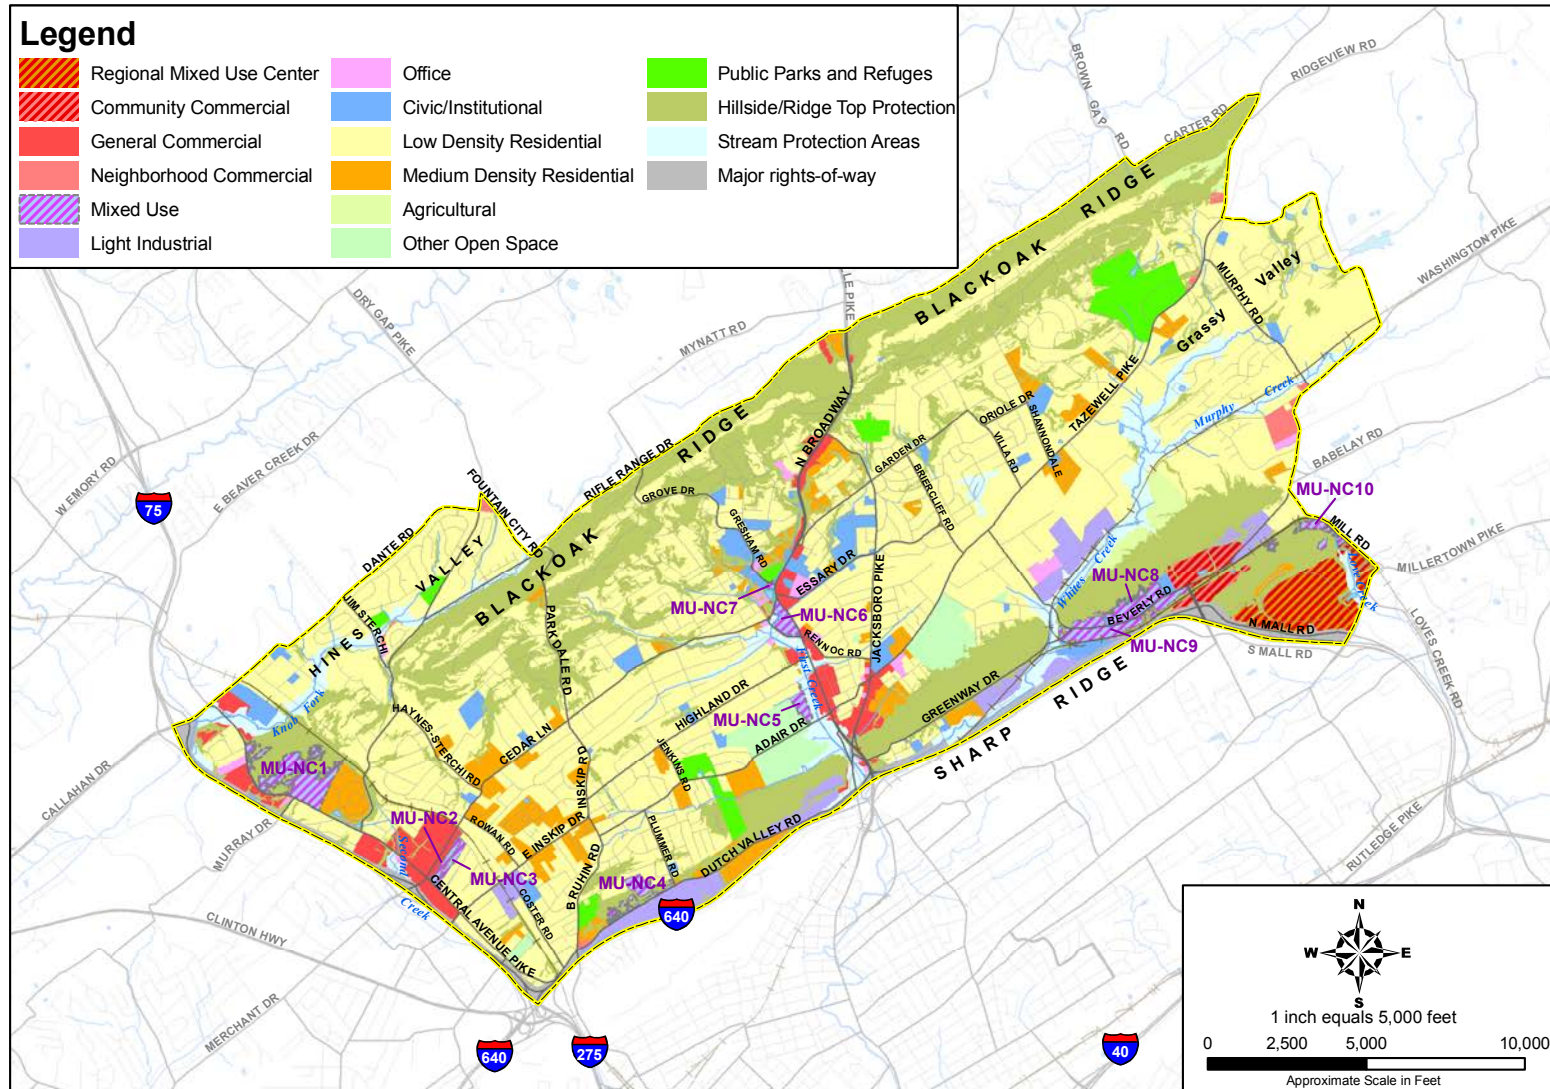 Legend
Regional Mixed Use Center
Community Commercial
General Commercial
Neighborhood Commercial
Mixed Use
Light Industrial
Office
Civic/Institutional
Low Density Residential
Medium Density Residential
Agricultural
Other Open Space
Public Parks and Refuges
Hillside/Ridge Top Protection
Stream Protection Areas
Major rights-of-way
BROWN GAP RD
RIDGEVIEW RD
CARTER RD
WASHINGTON PIKE
LE PIKE
DRY GAP PIKE
MYNATT RD
BLACKOAK RIDGE
Grassy Valley
MURPHY RD
TAZEWELL PIKE
Murphy Creek
ORIOLE DR
SHANNONDALE
VILLA RD
GARDEN DR
BRIERCLIFF RD
N BROADWAY
RIFLE RANGE DR
BLACKOAK RIDGE
GROVE DR
GRESHAM RD
ESSARY DR
JACKSBORO PIKE
W EMORY RD
E BEAVER CREEK DR
75
FOUNTAIN CITY RD
DANTE RD
HINES VALLEY
JIM STERCHI
Knob Fork
PARKDALE RD
BABELAY RD
MU-NC10
MILL RD
MILLERTOWN PIKE
Love Creek
LOVES CREEK RD
Whites Creek
MU-NC8
BEVERLY RD
MU-NC9
N MALL RD
S MALL RD
MU-NC7
MU-NC6
RENNOC RD
First Creek
MU-NC5
HIGHLAND DR
ADAIR DR
GREENWAY DR
SHARP RIDGE
HAYNES-STERCHI RD
CEDAR LN
JENKINS RD
INSKIP RD
MU-NC1
CALLAHAN DR
MURRAY DR
MU-NC2
ROWAN RD
E INSKIP DR
PLUMMER RD
DUTCH VALLEY RD
Second Creek
MU-NC3
MU-NC4
BRUHIN RD
COSTER RD
CENTRAL AVENUE PIKE
640
CLINTON HWY
MERCHANT DR
RUTLEDGE PIKE
640
275
40
N
W E
S
1 inch equals 5,000 feet
0 2,500 5,000 10,000
Approximate Scale in Feet